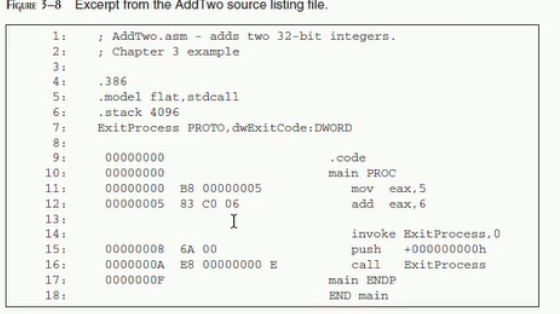 FIGURE 3–8 Excerpt from the AddTwo source listing file.
1: ; AddTwo.asm - adds two 32-bit integers.
2: ; Chapter 3 example
3:
4: .386
5: .model flat,stdcall
6: .stack 4096
7: ExitProcess PROTO,dwExitCode:DWORD
8:
9: 00000000 .code
10: 00000000 main PROC
11: 00000000 B8 00000005 mov eax,5
12: 00000005 83 C0 06 add eax,6
13:
14: invoke ExitProcess,0
15: 00000008 6A 00 push +000000000h
16: 0000000A E8 00000000 E call ExitProcess
17: 0000000F main ENDP
18: END main